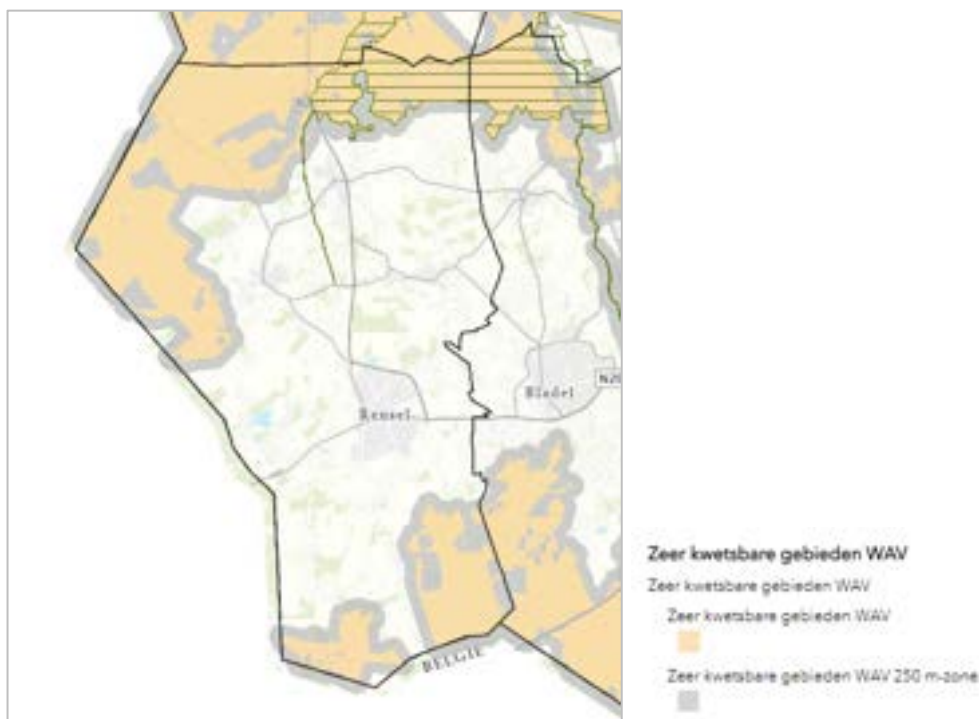 Reusel
Bladel
BELGIE
Zeer kwetsbare gebieden WAV
Zeer kwetsbare gebieden WAV
Zeer kwetsbare gebieden WAV
Zeer kwetsbare gebieden WAV 250 m-zone